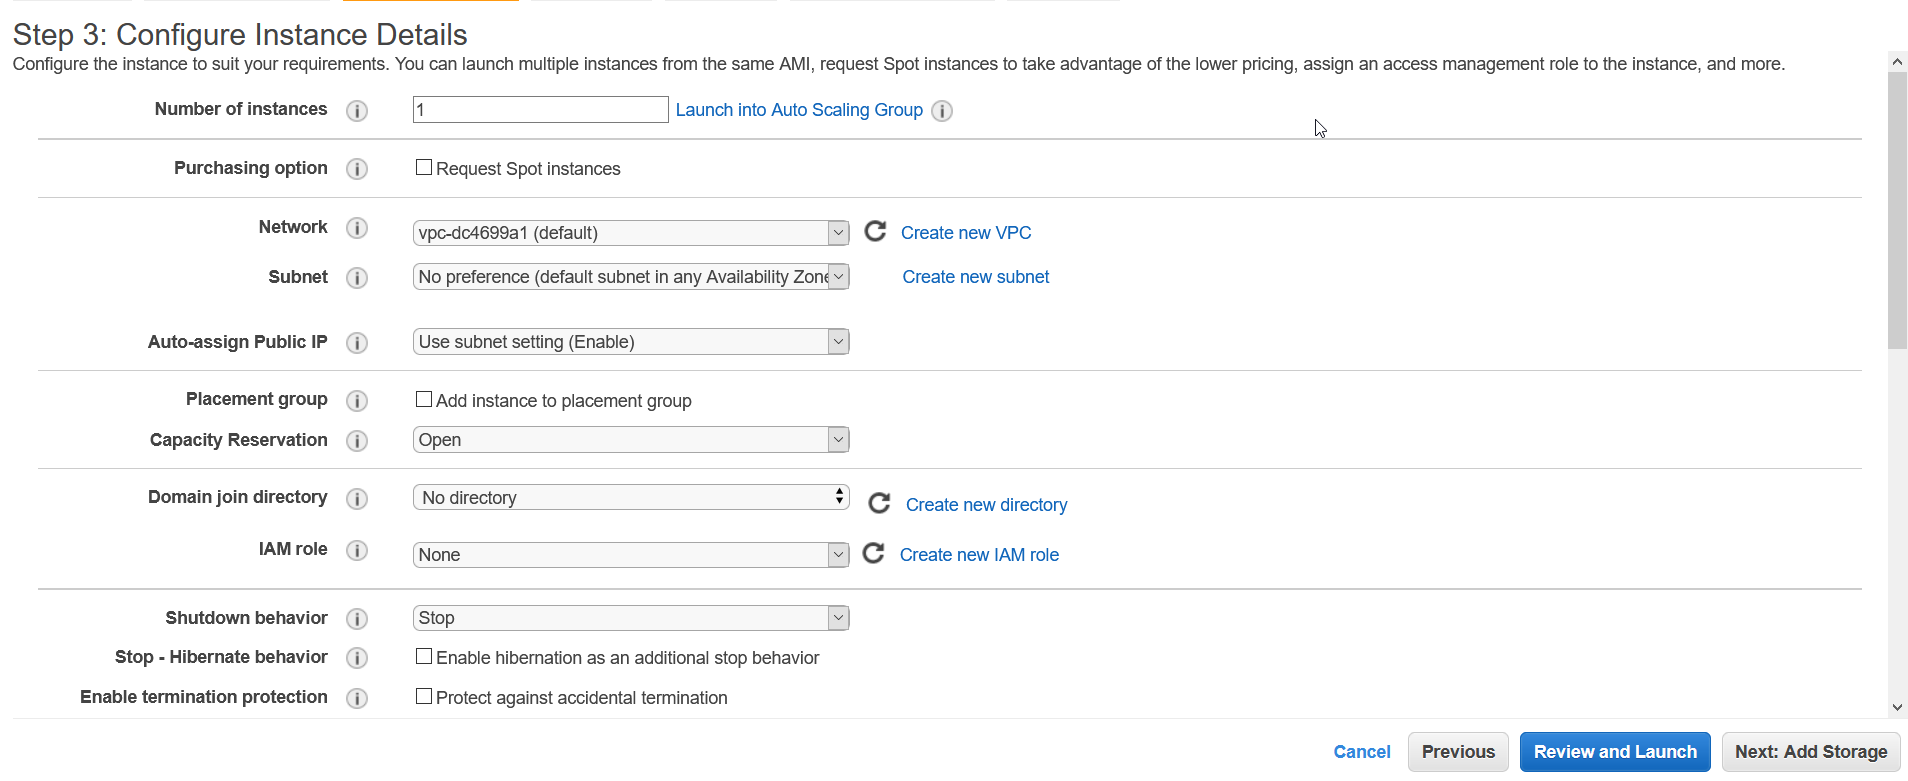 Step 3: Configure Instance Details
Configure the instance to suit your requirements. You can launch multiple instances from the same AMI, request Spot instances to take advantage of the lower pricing, assign an access management role to the instance, and more.
Number of instances 1 Launch into Auto Scaling Group
Purchasing option Request Spot instances
Network vpc-dc4699a1 (default) Create new VPC
Subnet No preference (default subnet in any Availability Zone Create new subnet
Auto-assign Public IP Use subnet setting (Enable)
Placement group Add instance to placement group
Capacity Reservation Open
Domain join directory No directory Create new directory
IAM role None Create new IAM role
Shutdown behavior Stop
Stop - Hibernate behavior Enable hibernation as an additional stop behavior
Enable termination protection Protect against accidental termination
Cancel Previous Review and Launch Next: Add Storage